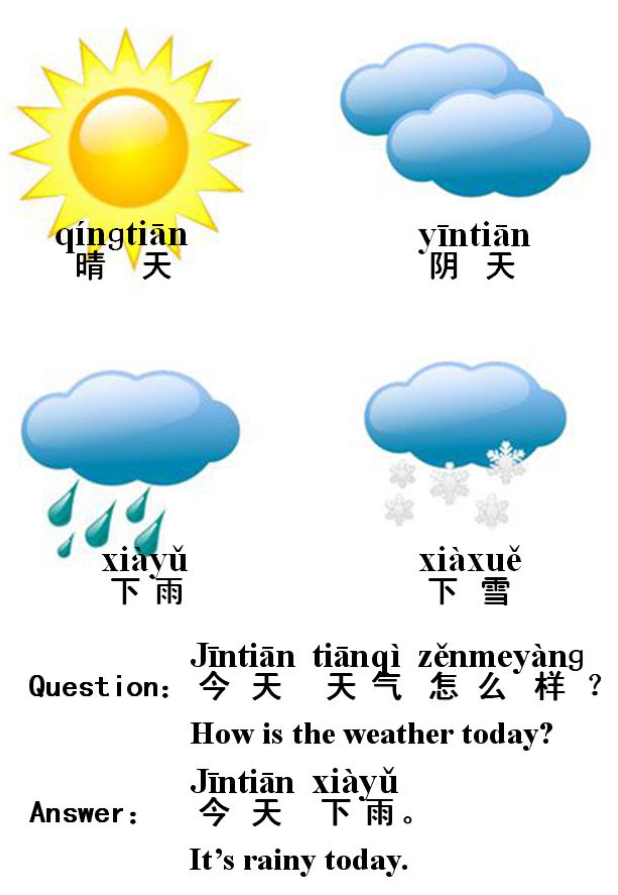 qíngtiān
晴 天
yīntiān
阴 天
xiàyǔ
下 雨
xiàxuě
下 雪
Jīntiān tiānqì zěnmeyàng
Question: 今 天 天 气 怎 么 样 ?
How is the weather today?
Jīntiān xiàyǔ
Answer: 今 天 下 雨。
It's rainy today.